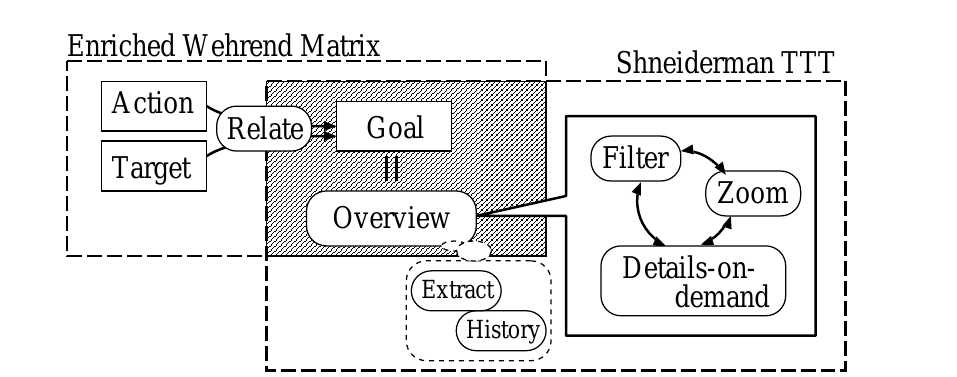 Enriched Wehrend Matrix
Shneiderman TTT
Action
Relate
Goal
Target
Overview
Filter
Zoom
Details-on-
demand
Extract
History